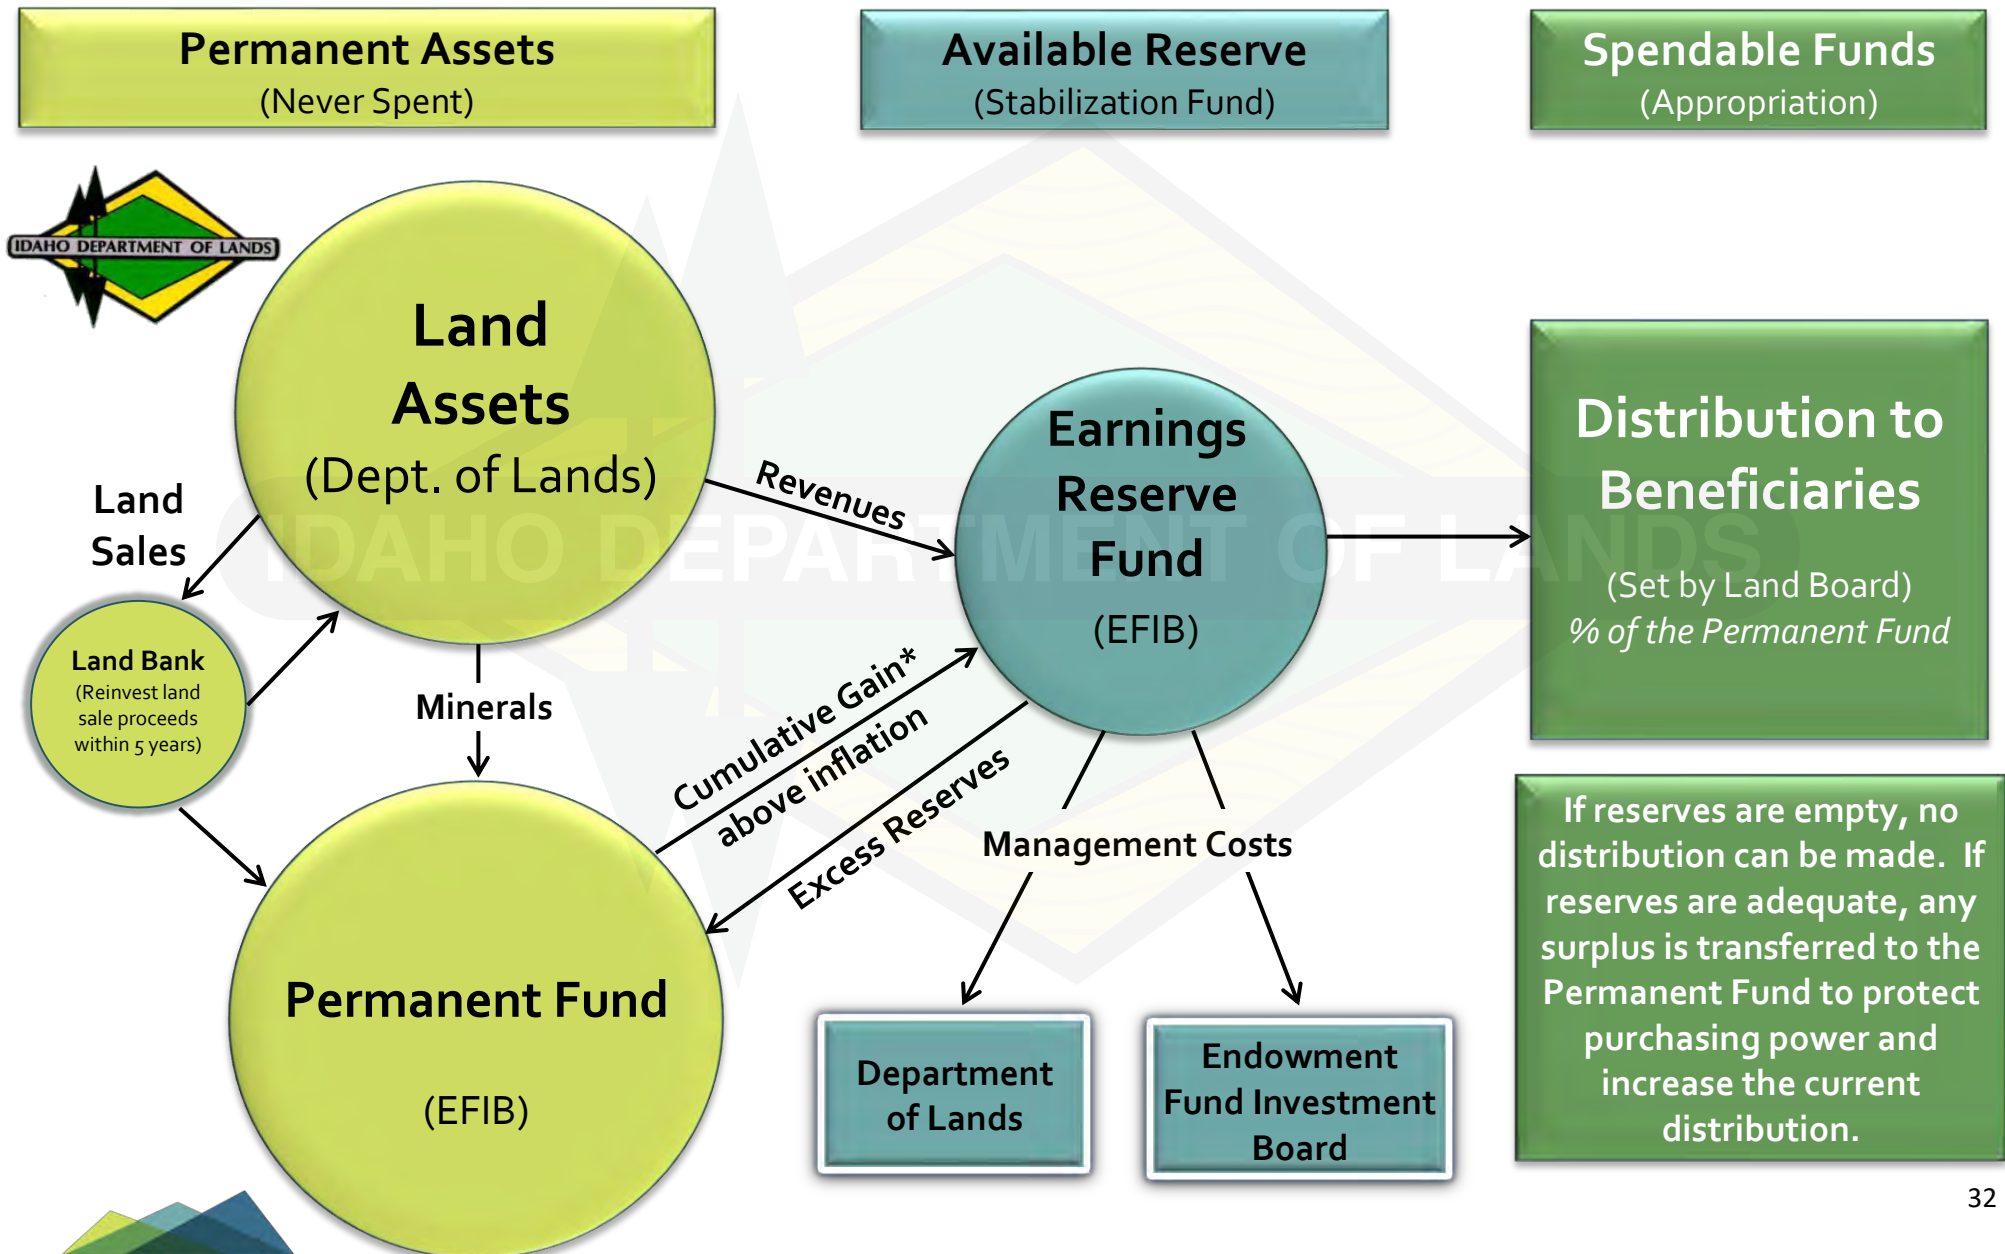 Permanent Assets
(Never Spent)
Available Reserve
(Stabilization Fund)
Spendable Funds
(Appropriation)
IDAHO DEPARTMENT OF LANDS
Land
Assets
(Dept. of Lands)
Land
Sales
Land Bank
(Reinvest land
sale proceeds
within 5 years)
Minerals
Revenues
Earnings
Reserve
Fund
(EFIB)
Cumulative Gain*
above inflation
Excess Reserves
Management Costs
Permanent Fund
(EFIB)
Department
of Lands
Endowment
Fund Investment
Board
Distribution to
Beneficiaries
(Set by Land Board)
% of the Permanent Fund
If reserves are empty, no
distribution can be made. If
reserves are adequate, any
surplus is transferred to the
Permanent Fund to protect
purchasing power and
increase the current
distribution.
IDAHO DEPARTMENT OF LANDS
32